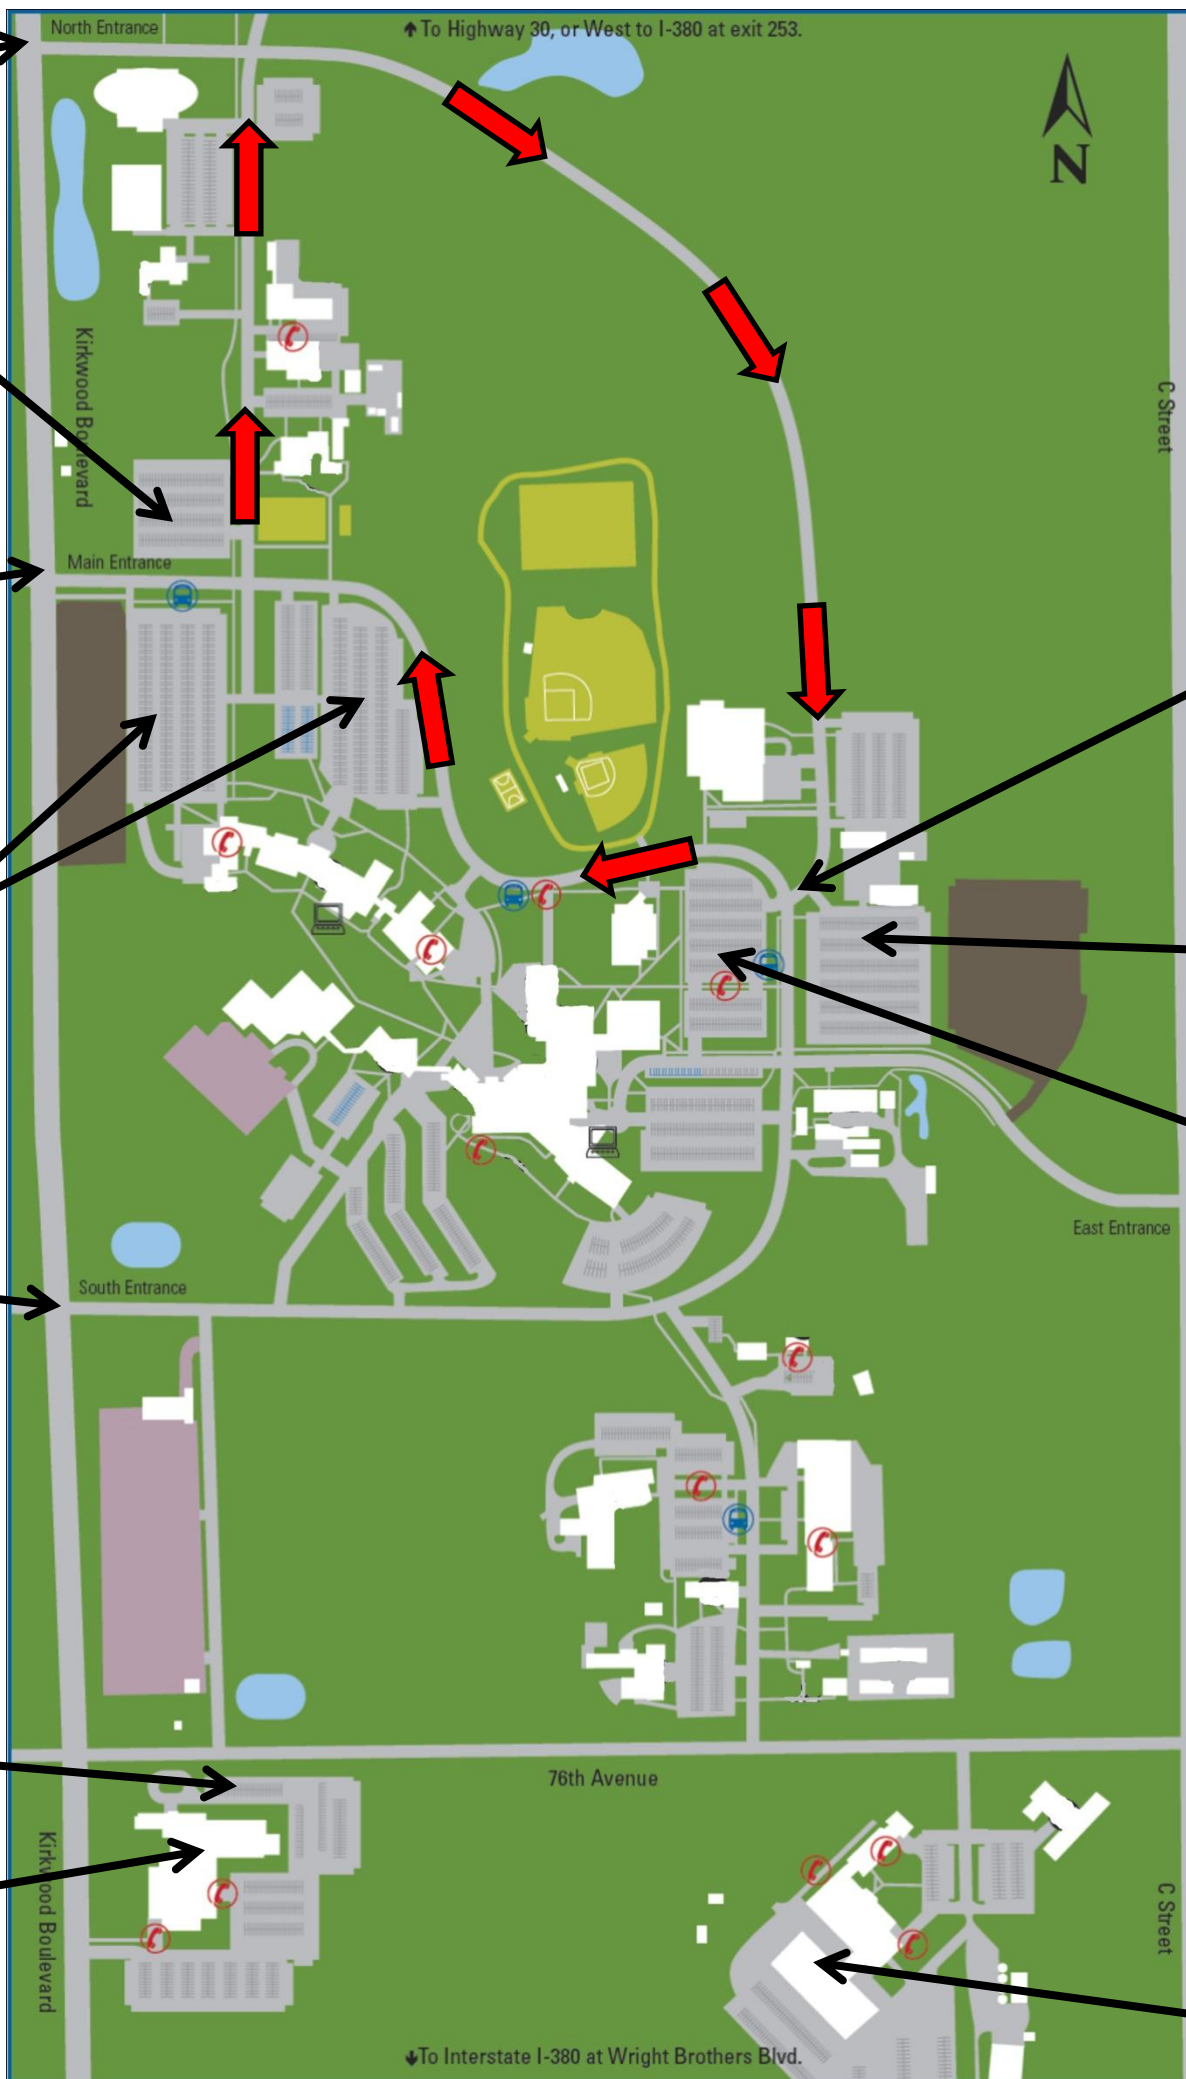 North Entrance
↑ To Highway 30, or West to I-380 at exit 253.
N
Kirkwood Boulevard
C Street
Main Entrance
East Entrance
South Entrance
76th Avenue
Kirkwood Boulevard
C Street
↓To Interstate I-380 at Wright Brothers Blvd.